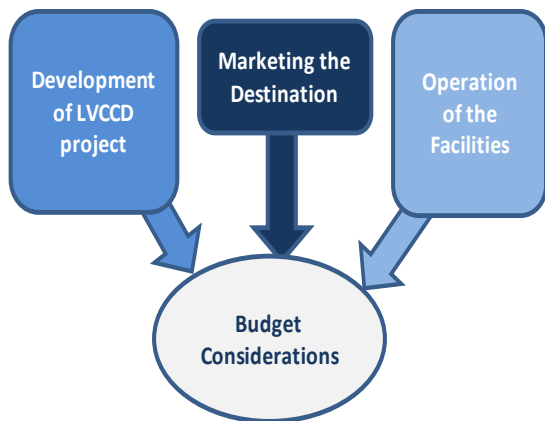 Development
of LVCCD
project
Marketing the
Destination
Operation
of the
Facilities
Budget
Considerations